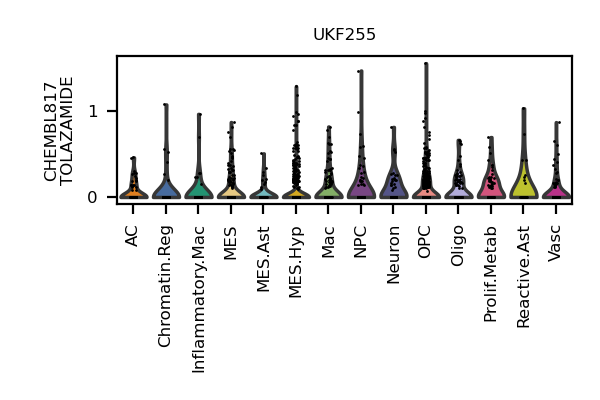 UKF255
CHEMBL817
TOLAZAMIDE
1
0
AC
Chromatin.Reg
Inflammatory.Mac
MES
MES.Ast
MES.Hyp
Mac
NPC
Neuron
OPC
Oligo
Prolif.Metab
Reactive.Ast
Vasc